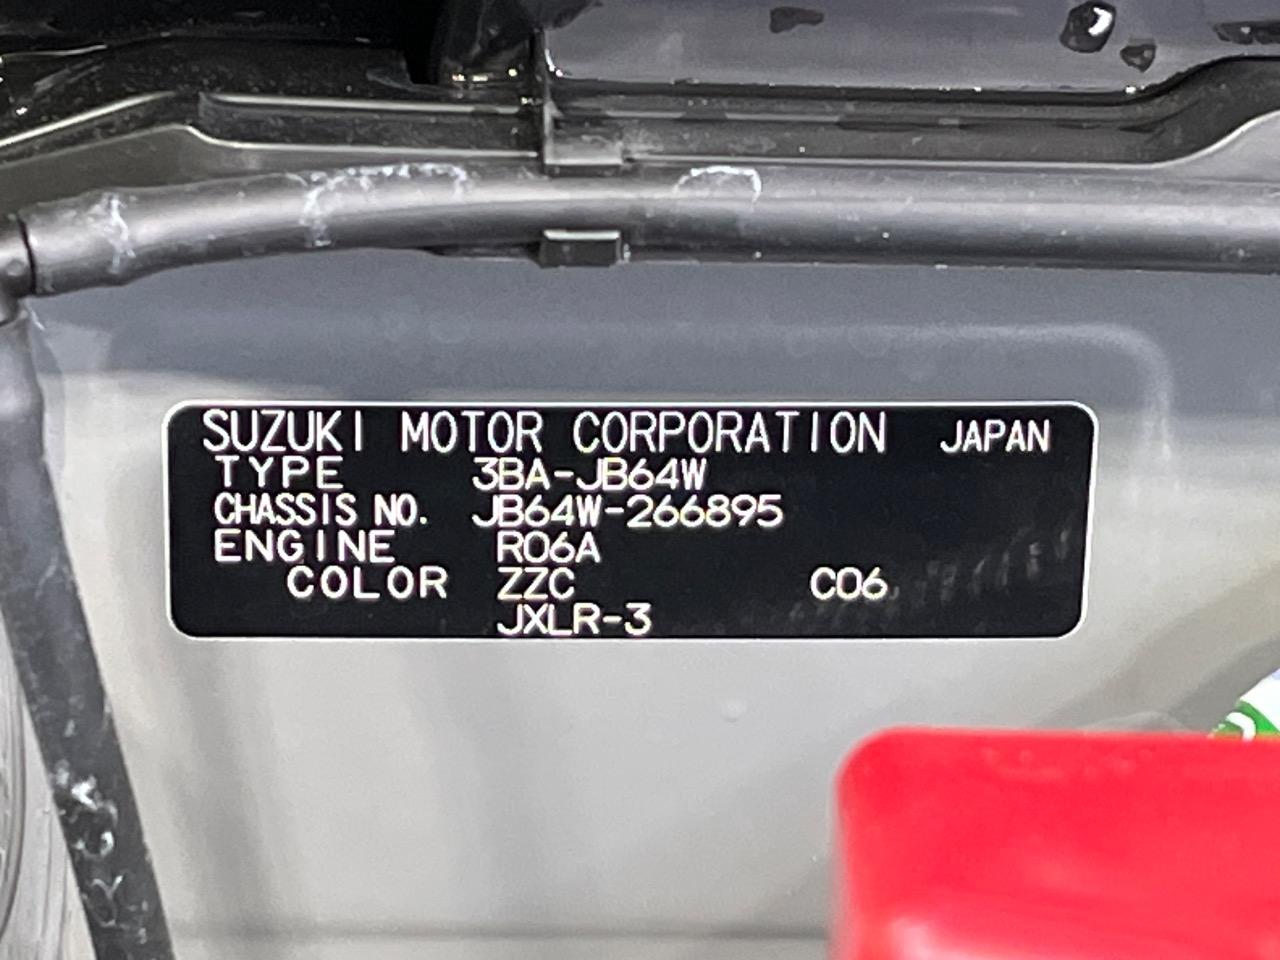 SUZUKI MOTOR CORPORATION JAPAN
TYPE 3BA-JB64W
CHASSIS NO. JB64W-266895
ENGINE R06A
COLOR ZZC C06
JXLR-3